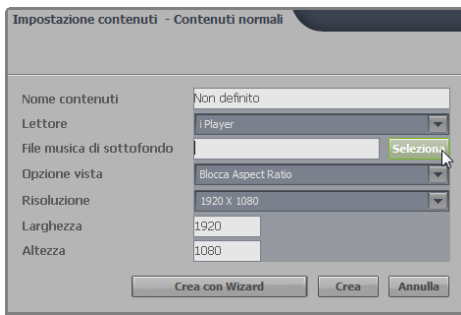 Impostazione contenuti - Contenuti normali
Nome contenuti Non definito
Lettore i Player
File musica di sottofondo Seleziona
Opzione vista Blocca Aspect Ratio
Risoluzione 1920 X 1080
Larghezza 1920
Altezza 1080
Crea con Wizard Crea Annulla